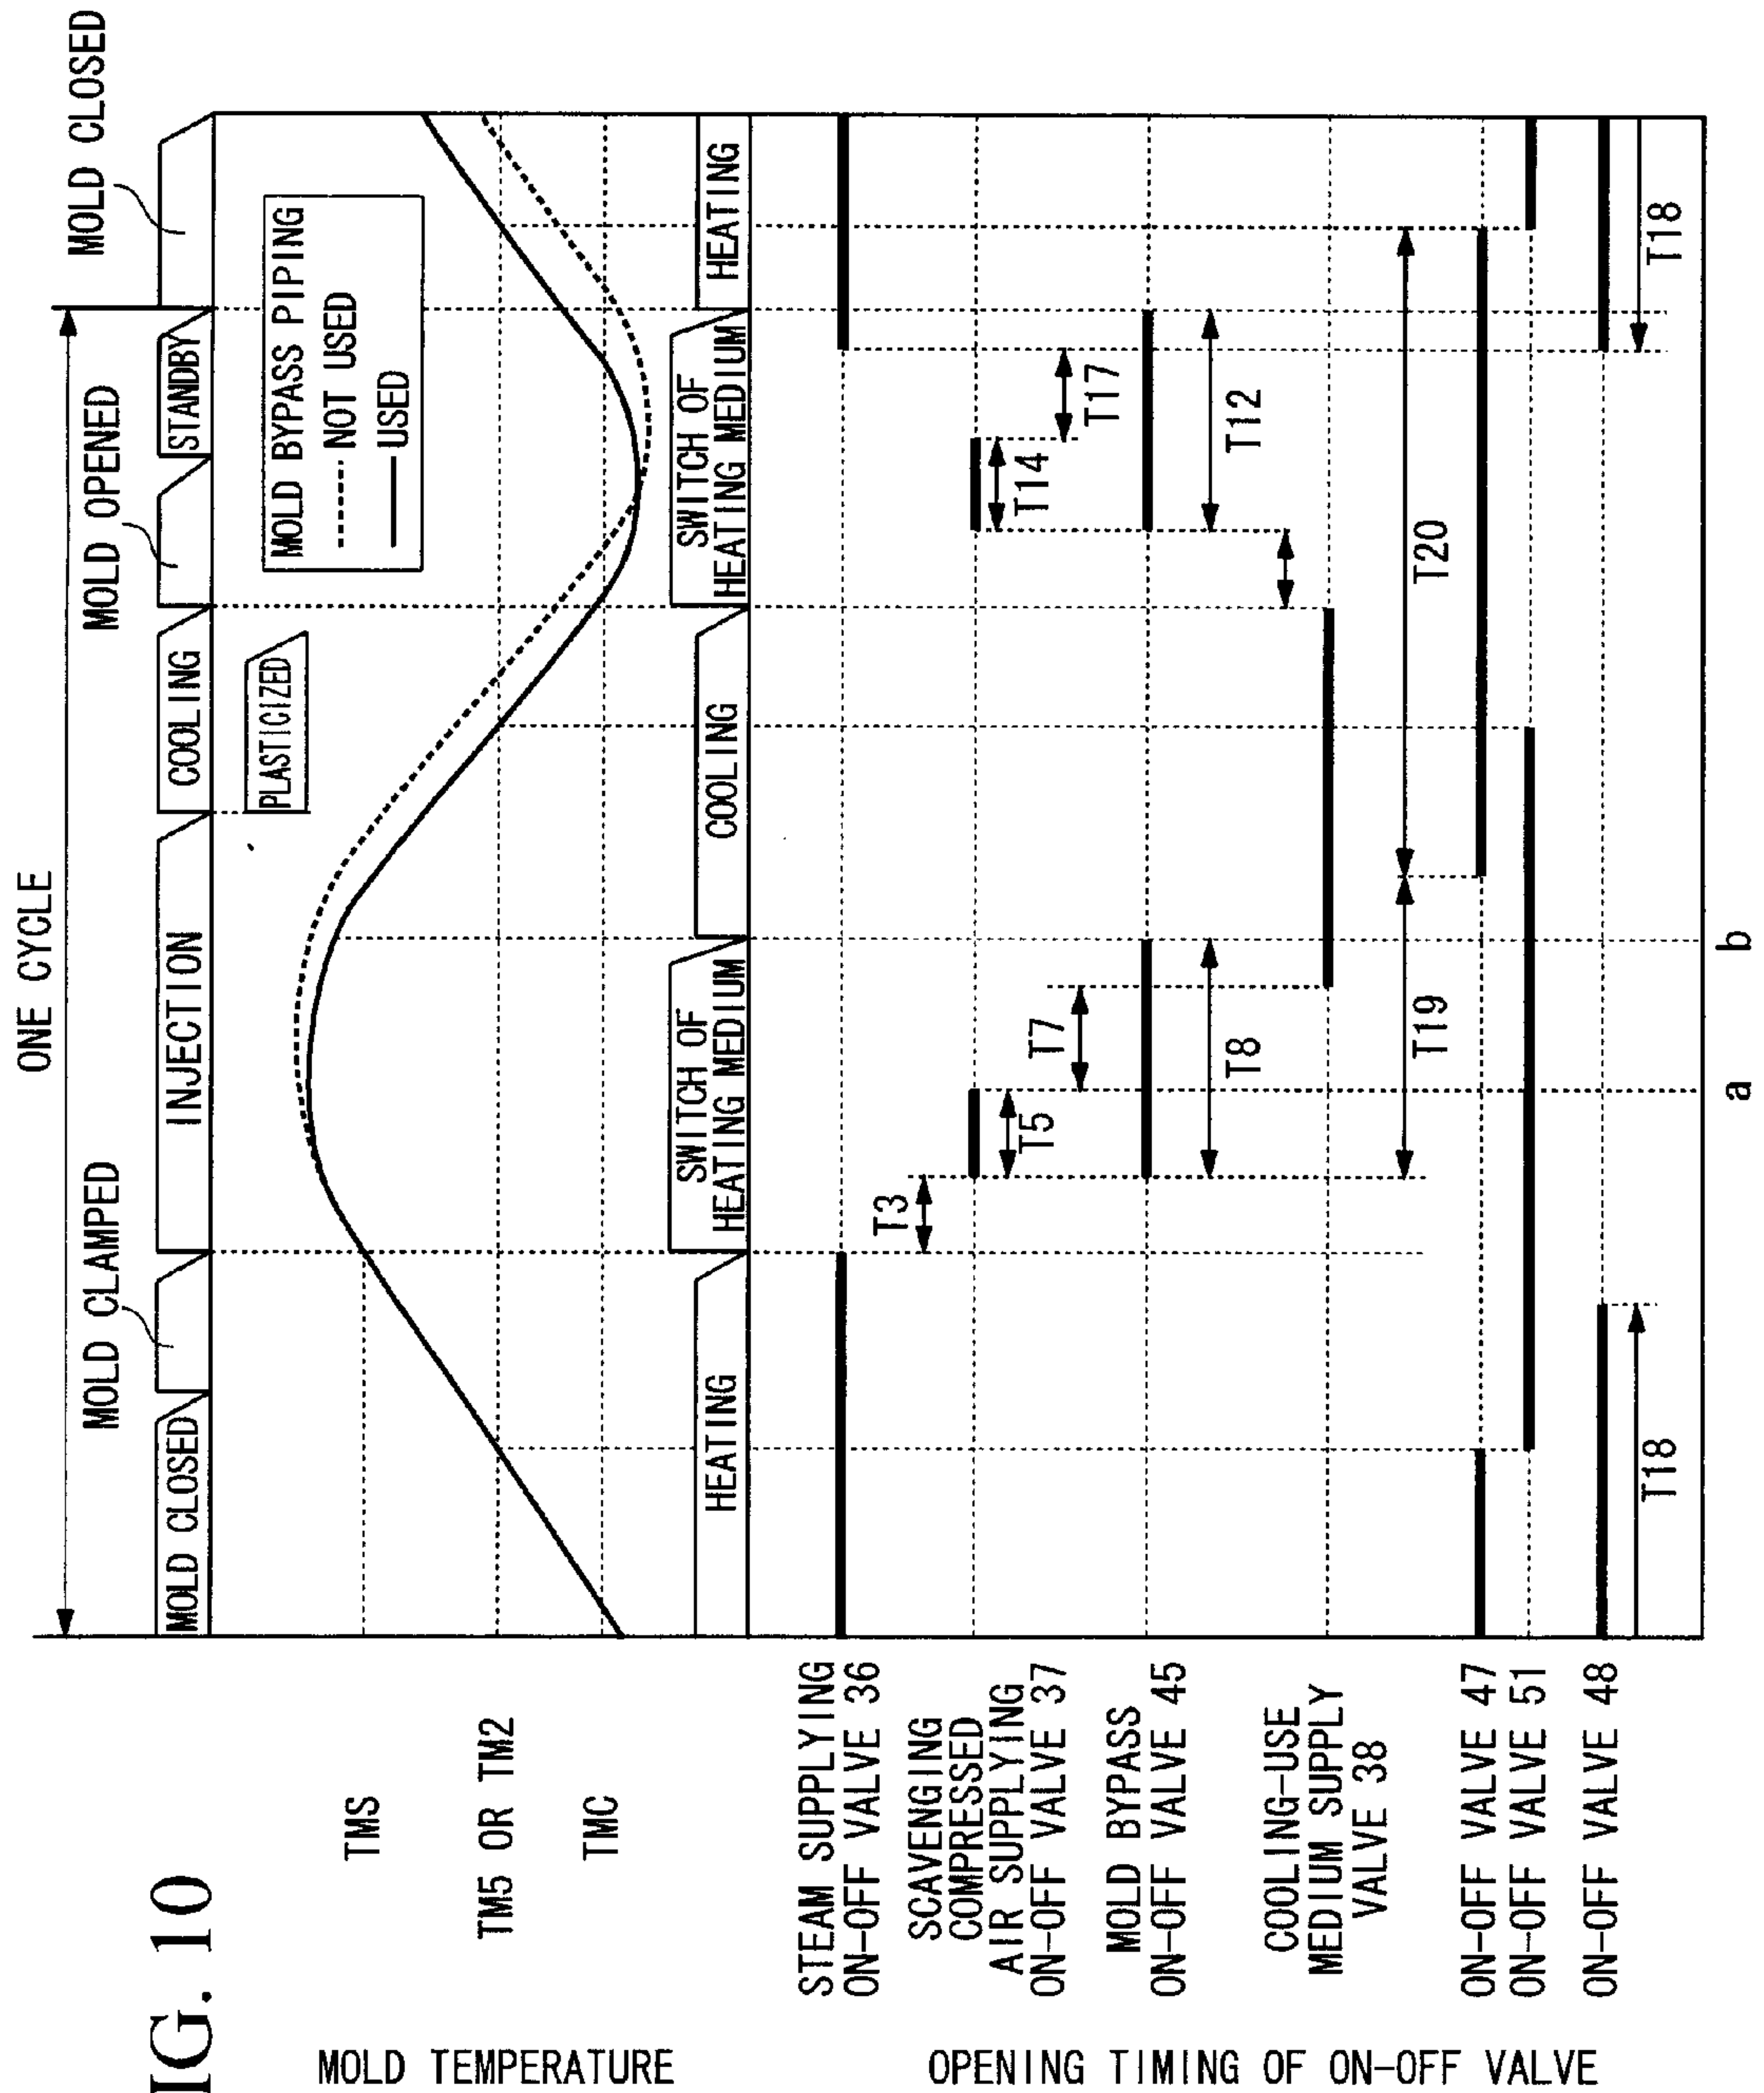 IG. 10
ONE CYCLE
MOLD CLAMPED
MOLD OPENED
MOLD CLOSED
MOLD CLOSED
INJECTION
COOLING
STANDBY
PLASTICIZED
MOLD BYPASS PIPING
NOT USED
USED
MOLD TEMPERATURE
TMS
TM5 OR TM2
TMC
HEATING
SWITCH OF
HEATING MEDIUM
COOLING
SWITCH OF
HEATING MEDIUM
HEATING
OPENING TIMING OF ON-OFF VALVE
STEAM SUPPLYING
ON-OFF VALVE 36
SCAVENGING
COMPRESSED
AIR SUPPLYING
ON-OFF VALVE 37
MOLD BYPASS
ON-OFF VALVE 45
COOLING-USE
MEDIUM SUPPLY
VALVE 38
ON-OFF VALVE 47
ON-OFF VALVE 51
ON-OFF VALVE 48
T3
T5
T14
T7
T17
T8
T12
T19
T20
T18
T18
a
b